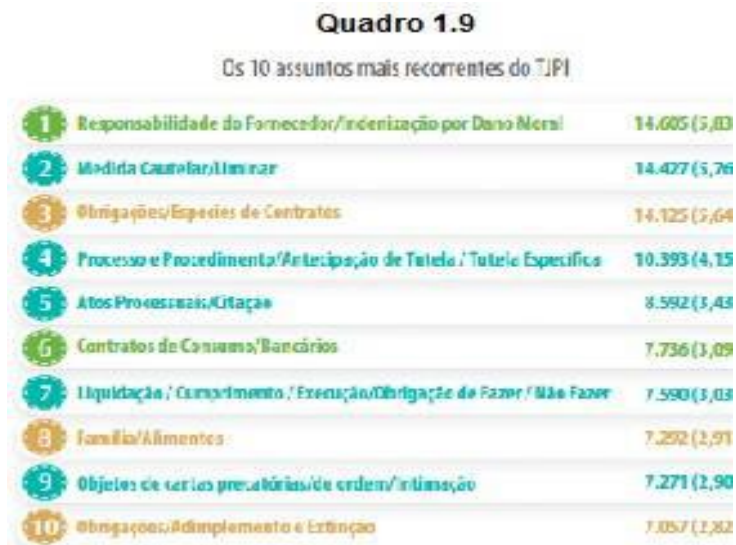 Quadro 1.9
Os 10 assuntos mais recorrentes do TJPI
1 Responsabilidade do Fornecedor/Indenização por Dano Moral 14.605 (5,83
2 Medida Cautelar/Liminar 14.427 (5,76
3 Obrigações/Espécies de Contratos 14.125 (5,64
4 Processo e Procedimento/Antecipação de Tutela / Tutela Específica 10.393 (4,15
5 Atos Processuais/Citação 8.592 (3,43
6 Contratos de Consumo/Bancários 7.736 (3,09
7 Liquidação / Cumprimento / Execução/Obrigação de Fazer / Não Fazer 7.590 (3,03
8 Família/Alimentos 7.292 (2,91
9 Objetos de cartas precatórias/de ordem/Intimação 7.271 (2,90
10 Obrigações/Adimplemento e Extinção 7.057 (2,82